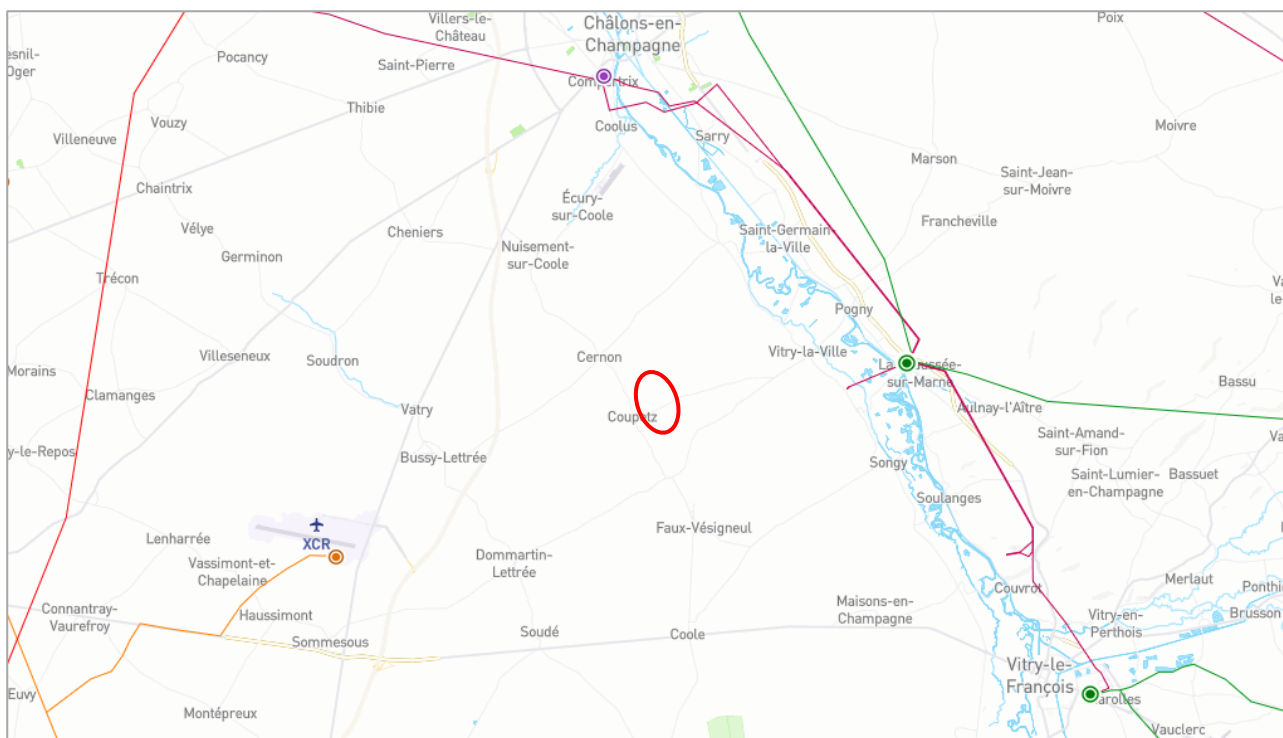 Villers-le-
Château
Châlons-en-
Champagne
Poix
Pocancy
Saint-Pierre
Thibie
Coolus
Sarry
Moivre
Vouzy
Villeneuve
Marson
Saint-Jean-
sur-Moivre
Chaintrix
Écury-
sur-Coole
Francheville
Vélye
Cheniers
Nuisement-
sur-Coole
Saint-Germain-
la-Ville
Germinon
Trécon
Pogny
Villeseneux
Soudron
Cernon
Vitry-la-Ville
sur-Marne
Bassu
Morains
Clamanges
Vatry
Coupetz
Aulnay-l'Aître
Saint-Amand-
sur-Fion
y-le-Repos
Bussy-Lettrée
Songy
Saint-Lumier-
en-Champagne
Bassuet
Soulanges
Faux-Vésigneul
XCR
Lenharrée
Vassimont-et-
Chapelaine
Dommartin-
Lettrée
Couvrot
Merlaut
Ponthi
Connantray-
Vaurefroy
Haussimont
Maisons-en-
Champagne
Vitry-en-
Perthois
Brusson
Sommesous
Soudé
Coole
Vitry-le-
François
Euvy
Montépreux
Vauclerc